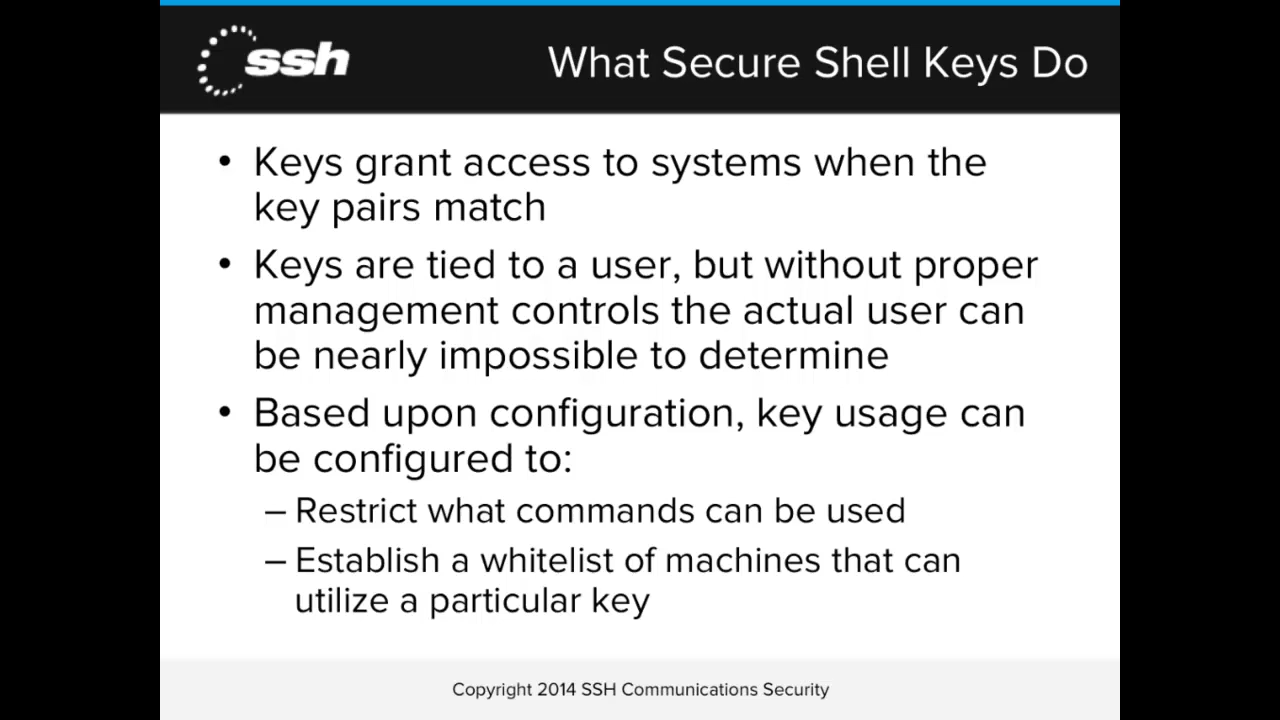 ssh
What Secure Shell Keys Do
• Keys grant access to systems when the
key pairs match
• Keys are tied to a user, but without proper
management controls the actual user can
be nearly impossible to determine
• Based upon configuration, key usage can
be configured to:
– Restrict what commands can be used
– Establish a whitelist of machines that can
utilize a particular key
Copyright 2014 SSH Communications Security